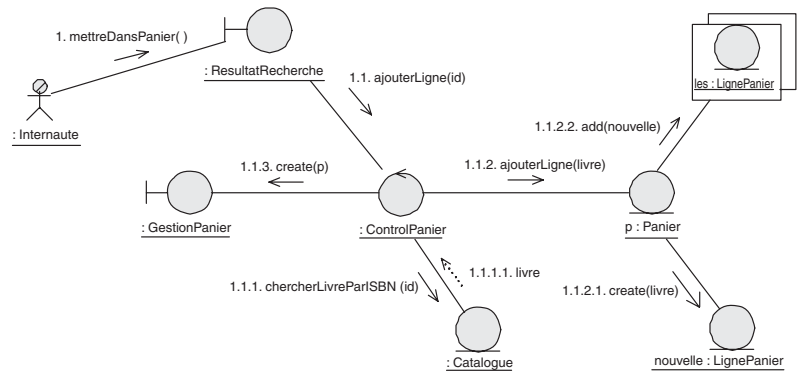 1. mettreDansPanier( )
: ResultatRecherche
les : LignePanier
1.1. ajouterLigne(id)
: Internaute
1.1.2.2. add(nouvelle)
1.1.3. create(p)
1.1.2. ajouterLigne(livre)
: GestionPanier
: ControlPanier
p : Panier
1.1.1.1. livre
1.1.1. chercherLivreParISBN (id)
1.1.2.1. create(livre)
: Catalogue
nouvelle : LignePanier